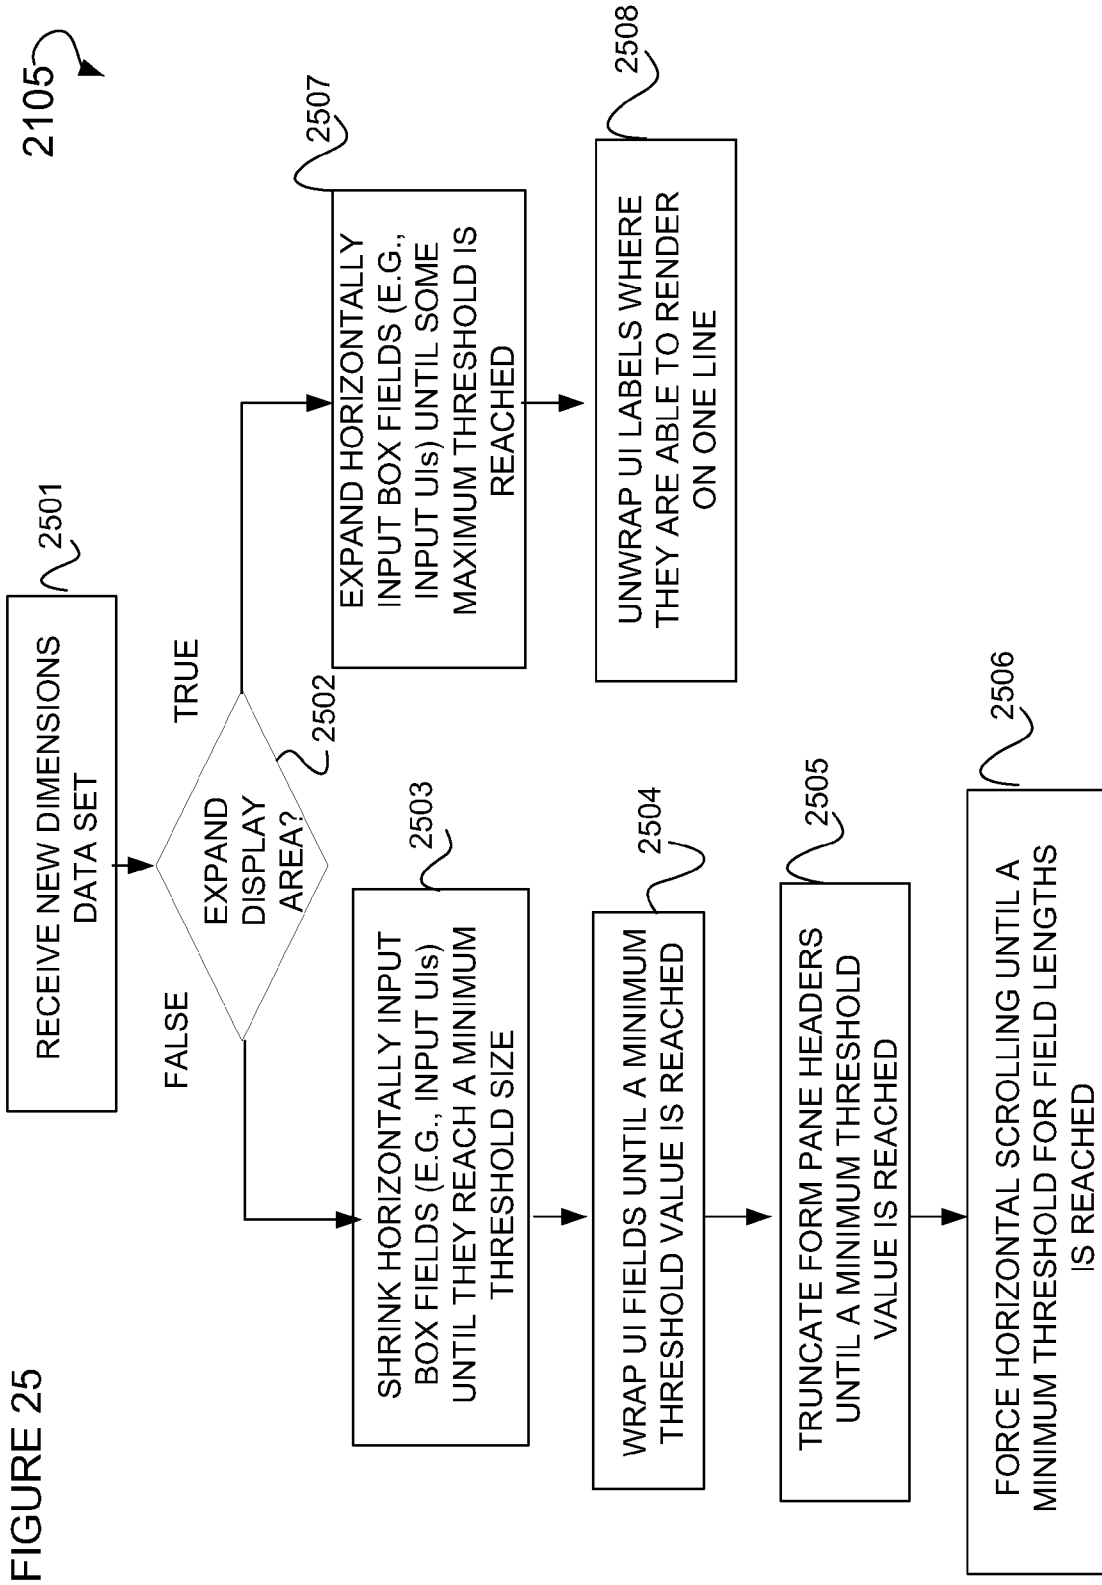 FIGURE 25
2105
RECEIVE NEW DIMENSIONS
DATA SET
2501
EXPAND
DISPLAY
AREA?
2502
FALSE
TRUE
SHRINK HORIZONTALLY INPUT
BOX FIELDS (E.G., INPUT UIs)
UNTIL THEY REACH A MINIMUM
THRESHOLD SIZE
2503
WRAP UI FIELDS UNTIL A MINIMUM
THRESHOLD VALUE IS REACHED
2504
TRUNCATE FORM PANE HEADERS
UNTIL A MINIMUM THRESHOLD
VALUE IS REACHED
2505
FORCE HORIZONTAL SCROLLING UNTIL A
MINIMUM THRESHOLD FOR FIELD LENGTHS
IS REACHED
2506
EXPAND HORIZONTALLY
INPUT BOX FIELDS (E.G.,
INPUT UIs) UNTIL SOME
MAXIMUM THRESHOLD IS
REACHED
2507
UNWRAP UI LABELS WHERE
THEY ARE ABLE TO RENDER
ON ONE LINE
2508